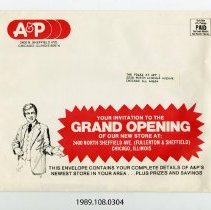 A&P
2400 N. SHEFFIELD AVE.
CHICAGO, ILLINOIS 60614
PAID
YOUR INVITATION TO THE
GRAND OPENING
OF OUR NEW STORE AT:
2400 NORTH SHEFFIELD AVE. (FULLERTON & SHEFFIELD)
CHICAGO, ILLINOIS
THIS ENVELOPE CONTAINS YOUR COMPLETE DETAILS OF A&P'S
NEWEST STORE IN YOUR AREA . . . PLUS PRIZES AND SAVINGS
1989.108.0304